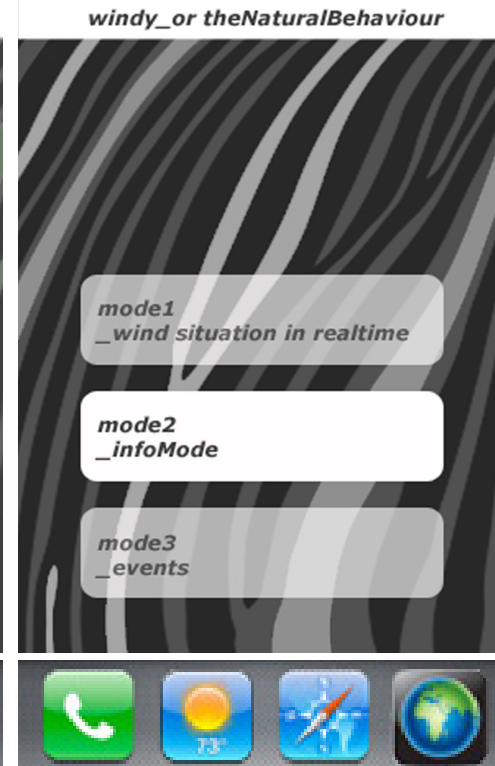 windy_or theNaturalBehaviour
mode1
_wind situation in realtime
mode2
_infoMode
mode3
_events
73°